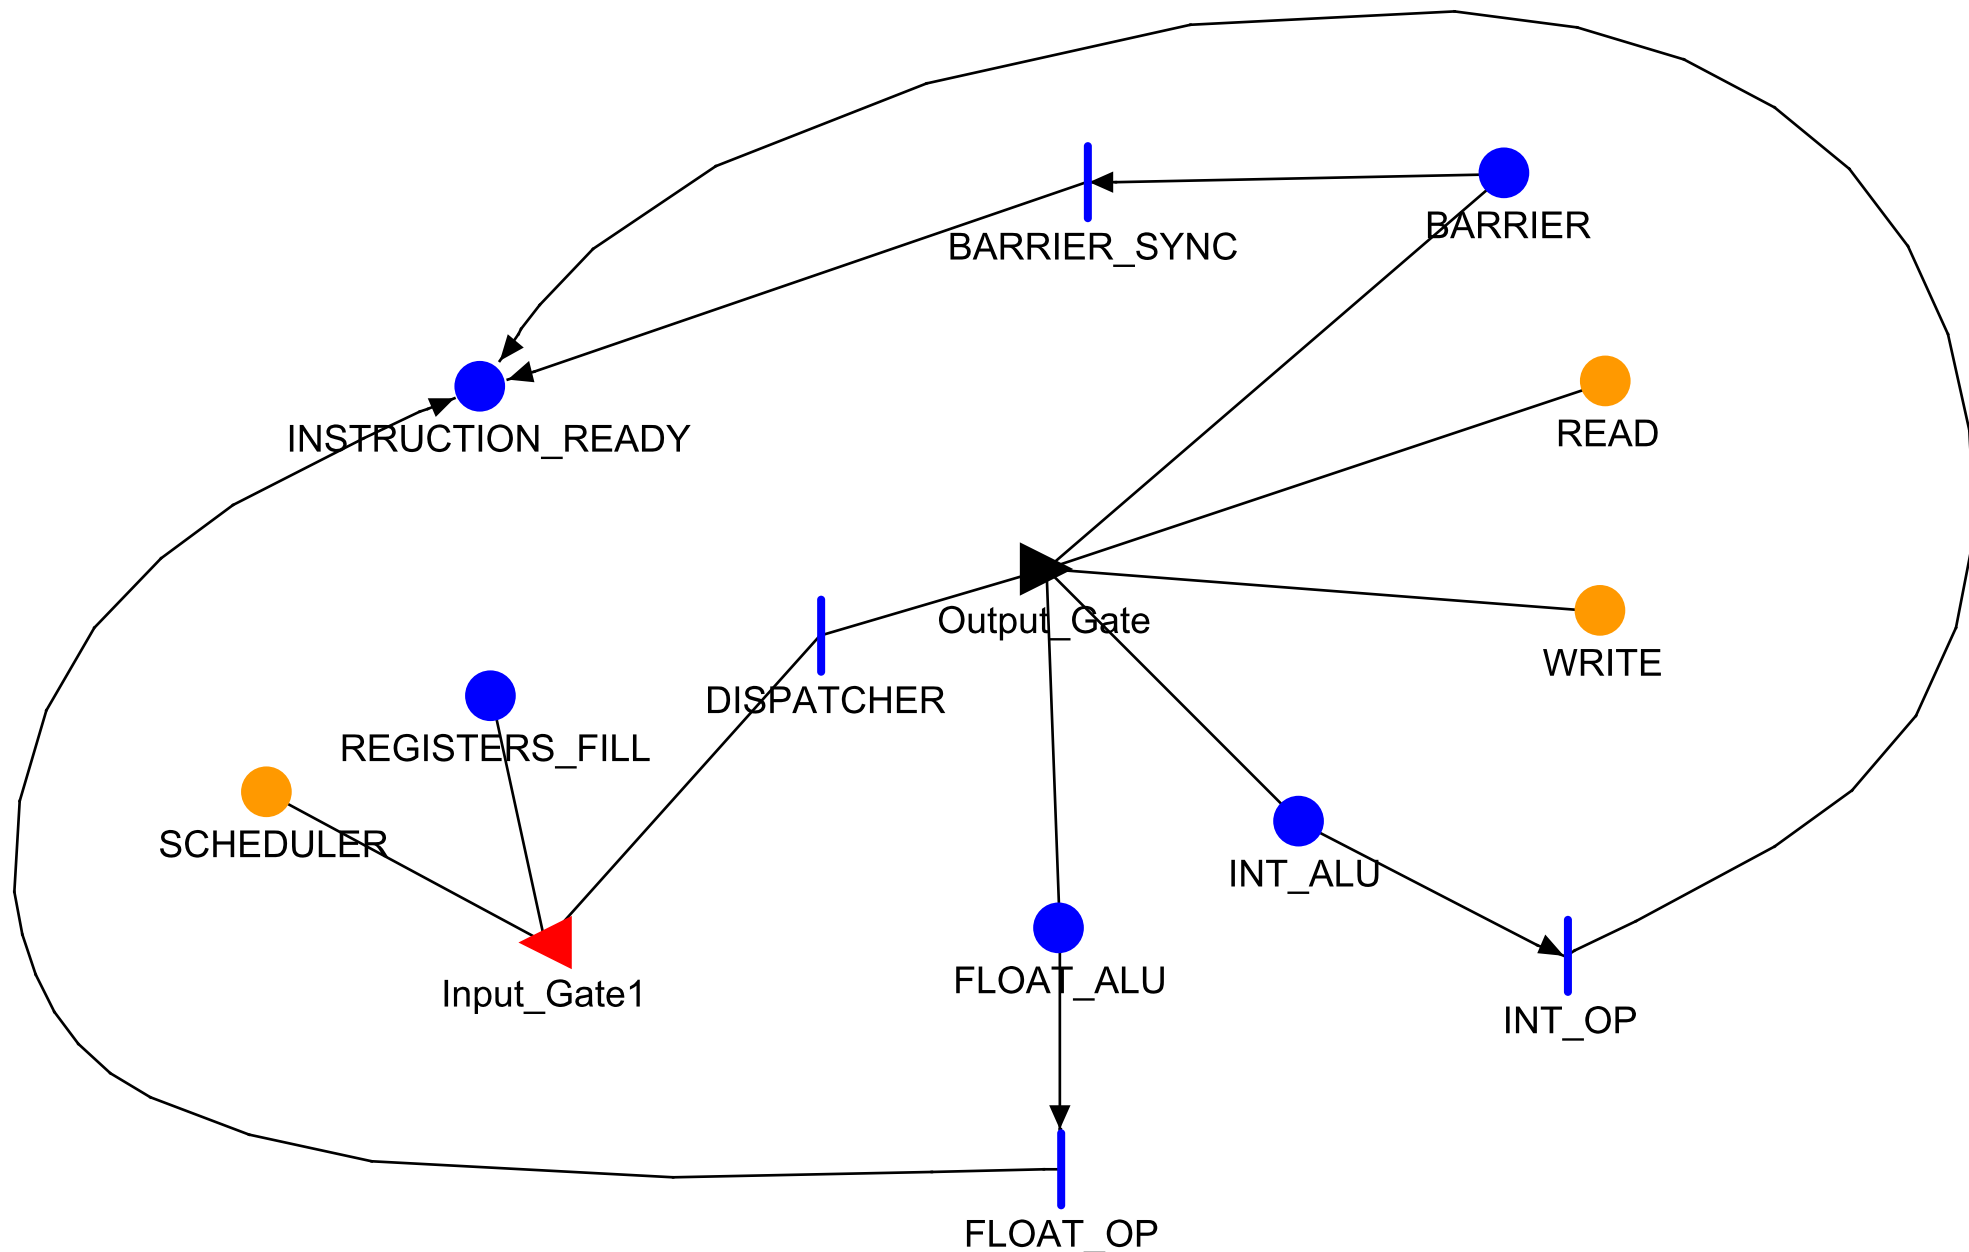 BARRIER
BARRIER_SYNC
INSTRUCTION_READY
READ
Output_Gate
WRITE
DISPATCHER
REGISTERS_FILL
SCHEDULER
INT_ALU
FLOAT_ALU
Input_Gate1
INT_OP
FLOAT_OP